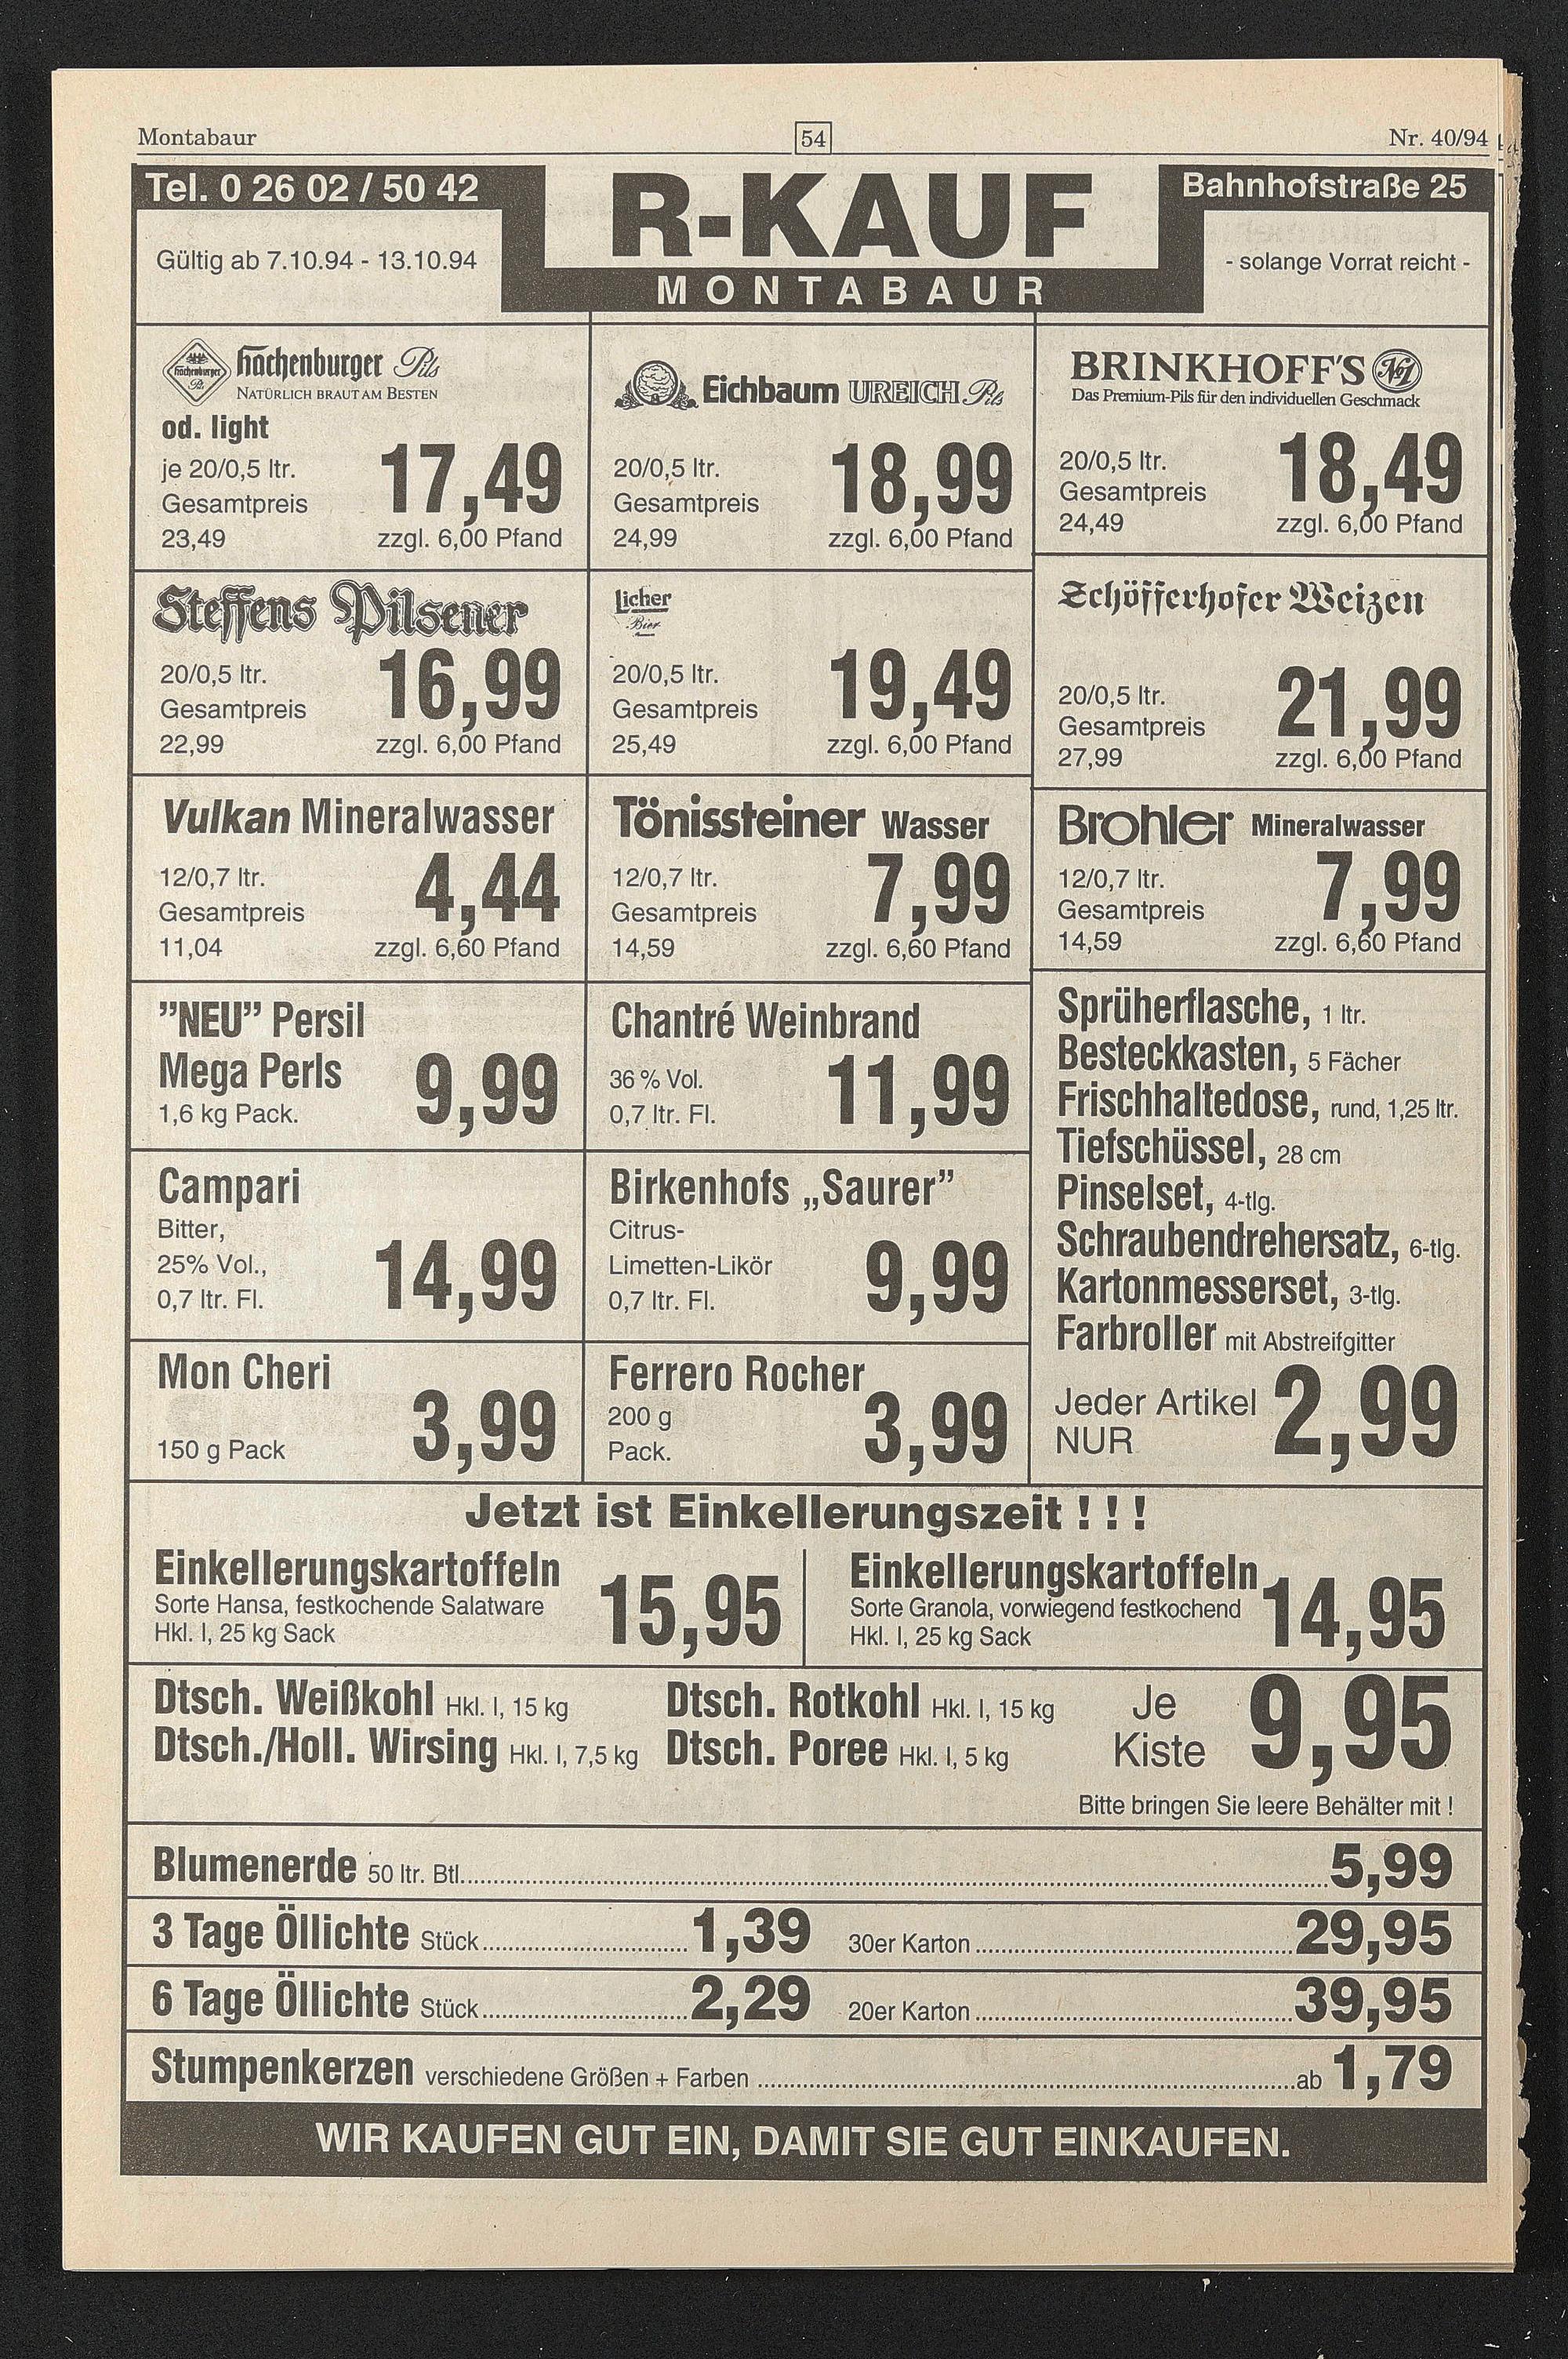 Montabaur
54
Nr. 40/94
Tel. 0 26 02 / 50 42
R-KAUF
Bahnhofstraße 25
Gültig ab 7.10.94 - 13.10.94
MONTABAUR
- solange Vorrat reicht -
Hachenburger Pils
Hachenburger Pils
NATÜRLICH BRAUT AM BESTEN
od. light
je 20/0,5 ltr.
17,49
Gesamtpreis
23,49
zzgl. 6,00 Pfand
Eichbaum UREICH Pils
20/0,5 ltr.
18,99
Gesamtpreis
24,99
zzgl. 6,00 Pfand
BRINKHOFF'S No1
Das Premium-Pils für den individuellen Geschmack
20/0,5 ltr.
18,49
Gesamtpreis
24,49
zzgl. 6,00 Pfand
Steffens Pilsener
20/0,5 ltr.
16,99
Gesamtpreis
22,99
zzgl. 6,00 Pfand
Licher
Bier
20/0,5 ltr.
19,49
Gesamtpreis
25,49
zzgl. 6,00 Pfand
Schöfferhofer Weizen
20/0,5 ltr.
21,99
Gesamtpreis
27,99
zzgl. 6,00 Pfand
Vulkan Mineralwasser
12/0,7 ltr.
4,44
Gesamtpreis
11,04
zzgl. 6,60 Pfand
Tönissteiner Wasser
12/0,7 ltr.
7,99
Gesamtpreis
14,59
zzgl. 6,60 Pfand
Brohler Mineralwasser
12/0,7 ltr.
7,99
Gesamtpreis
14,59
zzgl. 6,60 Pfand
"NEU" Persil
Mega Perls
9,99
1,6 kg Pack.
Chantré Weinbrand
36 % Vol.
11,99
0,7 ltr. Fl.
Campari
Bitter,
25% Vol.,
14,99
0,7 ltr. Fl.
Birkenhofs „Saurer"
Citrus-
Limetten-Likör
9,99
0,7 ltr. Fl.
Mon Cheri
3,99
150 g Pack
Ferrero Rocher
200 g
3,99
Pack.
Sprüherflasche, 1 ltr.
Besteckkasten, 5 Fächer
Frischhaltedose, rund, 1,25 ltr.
Tiefschüssel, 28 cm
Pinselset, 4-tlg.
Schraubendrehersatz, 6-tlg.
Kartonmesserset, 3-tlg.
Farbroller mit Abstreifgitter
Jeder Artikel
NUR
2,99
Jetzt ist Einkellerungszeit ! ! !
Einkellerungskartoffeln
Sorte Hansa, festkochende Salatware
Hkl. I, 25 kg Sack
15,95
Einkellerungskartoffeln
Sorte Granola, vorwiegend festkochend
Hkl. I, 25 kg Sack
14,95
Dtsch. Weißkohl Hkl. I, 15 kg
Dtsch. Rotkohl Hkl. I, 15 kg
Dtsch./Holl. Wirsing Hkl. I, 7,5 kg
Dtsch. Poree Hkl. I, 5 kg
Je
Kiste
9,95
Bitte bringen Sie leere Behälter mit !
Blumenerde 50 ltr. Btl. 5,99
3 Tage Öllichte Stück 1,39 30er Karton 29,95
6 Tage Öllichte Stück 2,29 20er Karton 39,95
Stumpenkerzen verschiedene Größen + Farben ab 1,79
WIR KAUFEN GUT EIN, DAMIT SIE GUT EINKAUFEN.